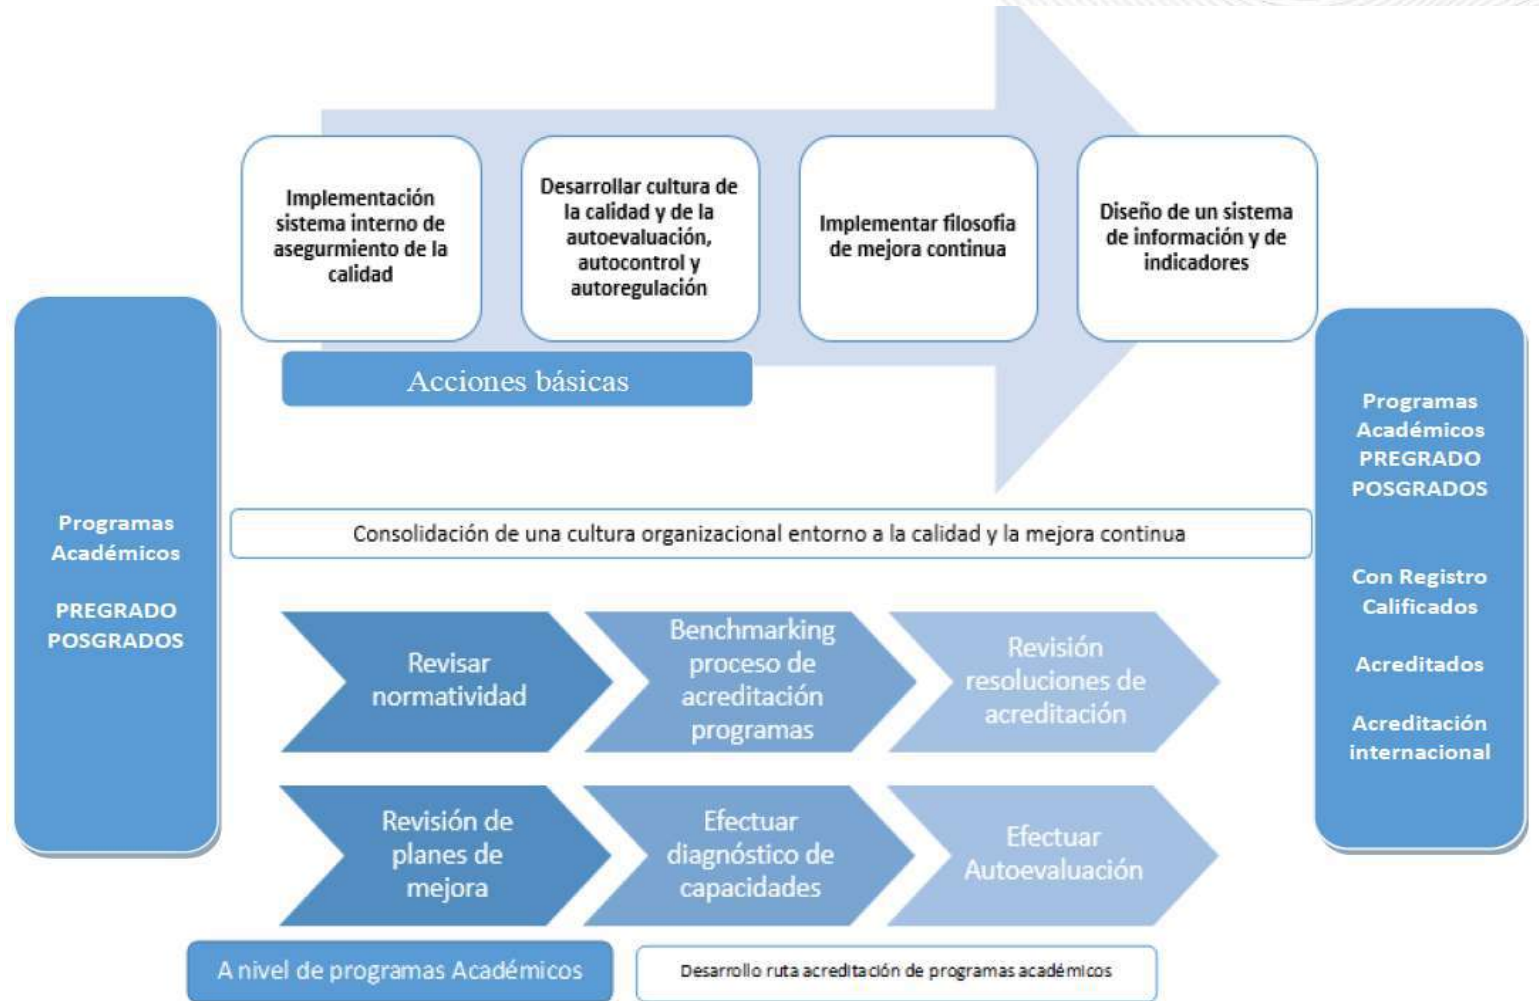 Implementación
sistema interno de
asegurmiento de la
calidad
Desarrollar cultura de
la calidad y de la
autoevaluación,
autocontrol y
autoregulación
Implementar filosofia
de mejora continua
Diseño de un sistema
de información y de
indicadores
Acciones básicas
Programas
Académicos
PREGRADO
POSGRADOS
Consolidación de una cultura organizacional entorno a la calidad y la mejora continua
Revisar
normatividad
Benchmarking
proceso de
acreditación
programas
Revisión
resoluciones de
acreditación
Revisión de
planes de
mejora
Efectuar
diagnóstico de
capacidades
Efectuar
Autoevaluación
A nivel de programas Académicos
Desarrollo ruta acreditación de programas académicos
Programas
Académicos
PREGRADO
POSGRADOS
Con Registro
Calificados
Acreditados
Acreditación
internacional